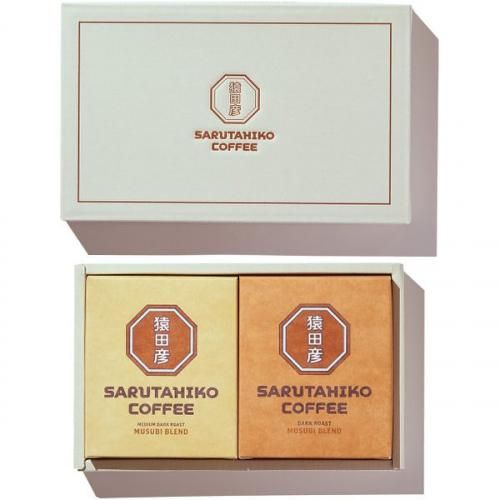 猿田彦
SARUTAHIKO
COFFEE
猿田彦
SARUTAHIKO
COFFEE
MEDIUM DARK ROAST
MUSUBI BLEND
猿田彦
SARUTAHIKO
COFFEE
DARK ROAST
MUSUBI BLEND